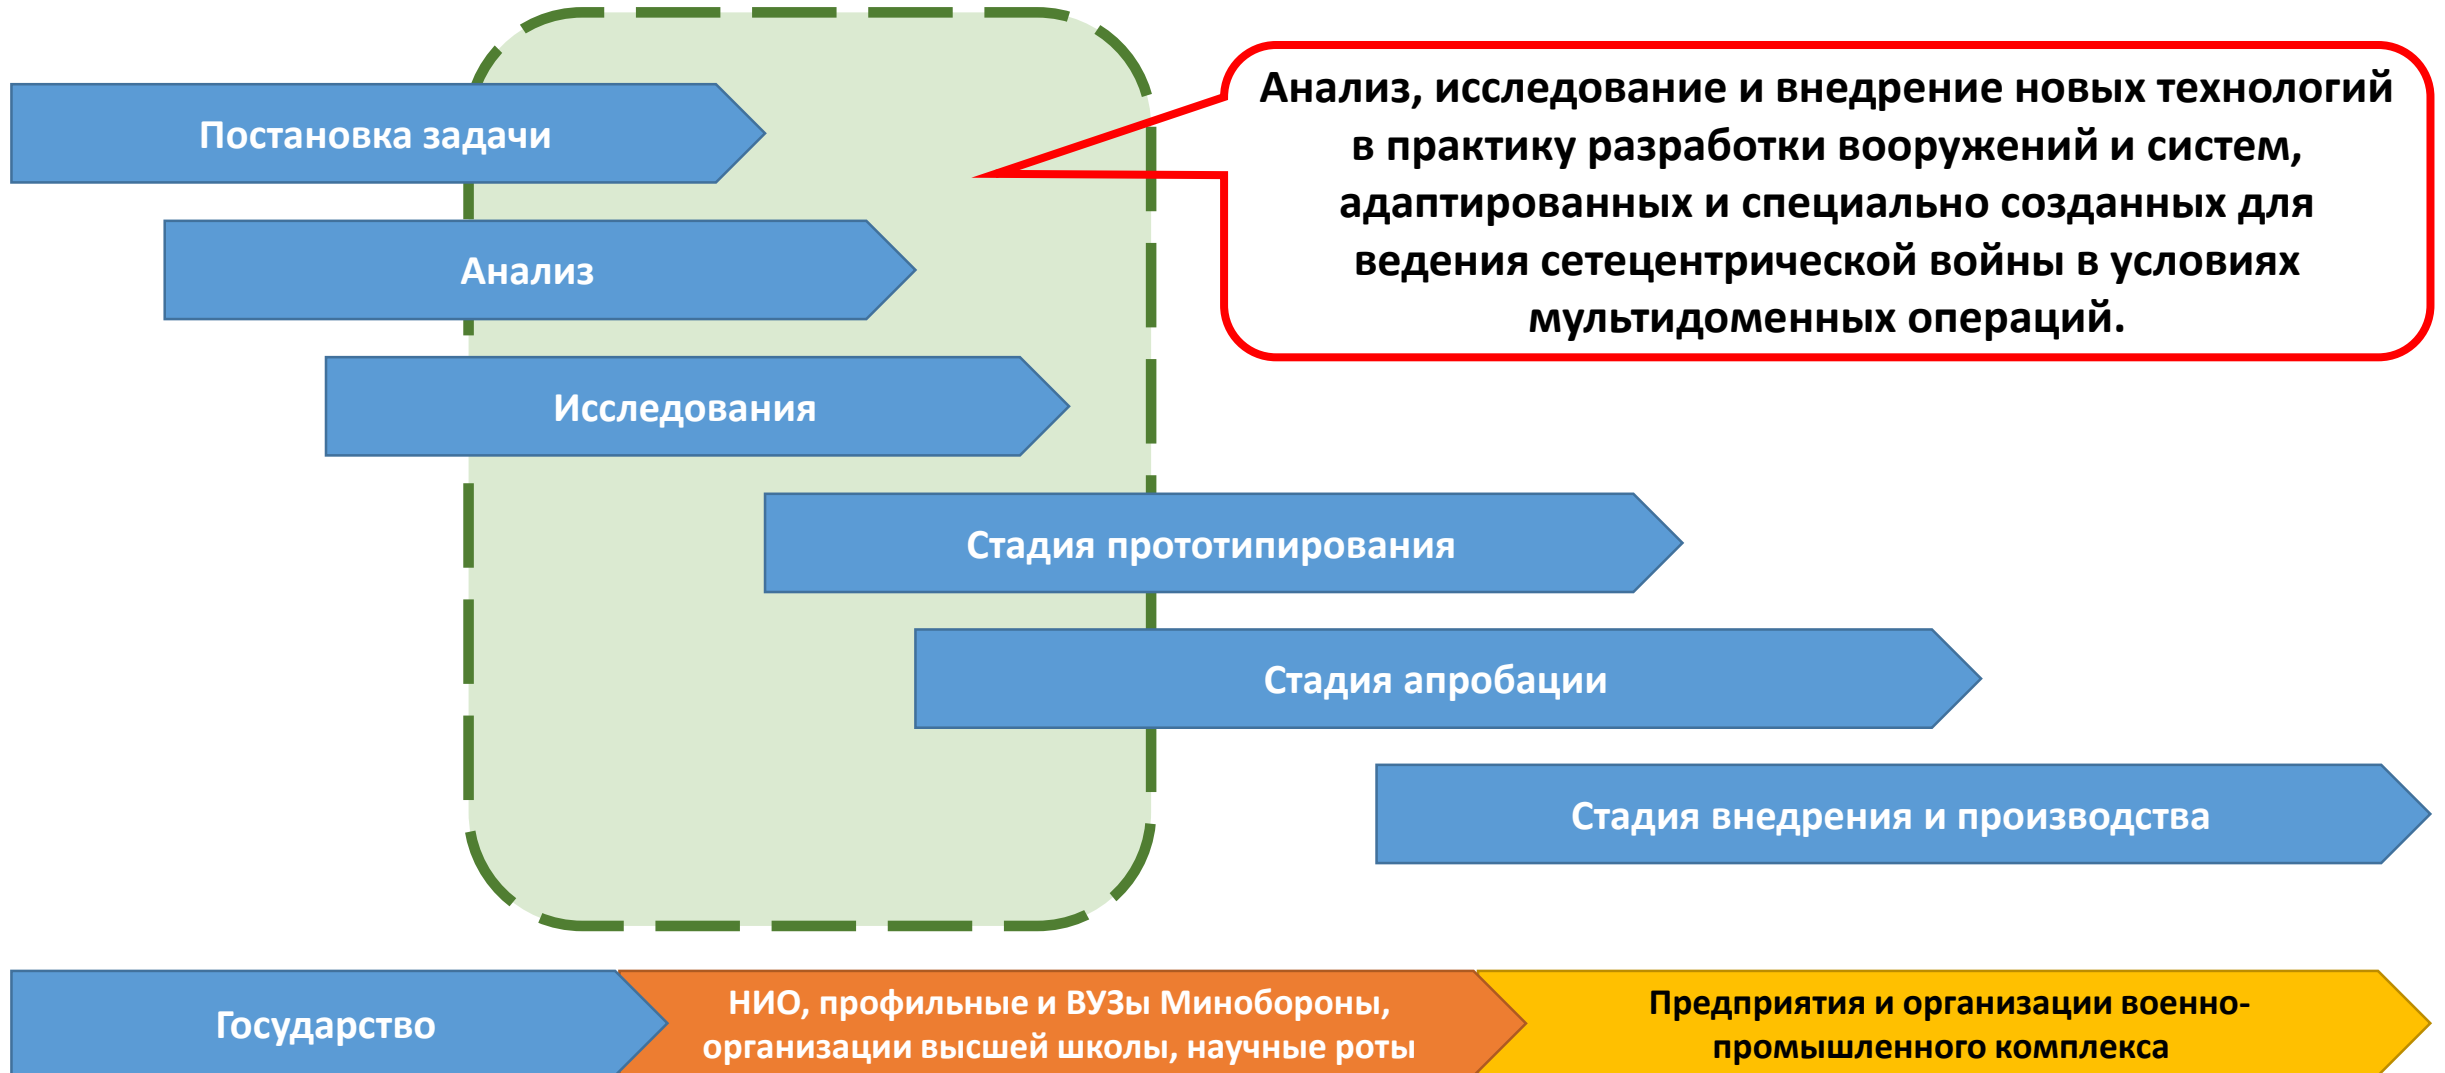 Анализ, исследование и внедрение новых технологий
в практику разработки вооружений и систем,
адаптированных и специально созданных для
ведения сетецентрической войны в условиях
мультидоменных операций.
Постановка задачи
Анализ
Исследования
Стадия прототипирования
Стадия апробации
Стадия внедрения и производства
Государство
НИО, профильные и ВУЗы Минобороны,
организации высшей школы, научные роты
Предприятия и организации военно-
промышленного комплекса